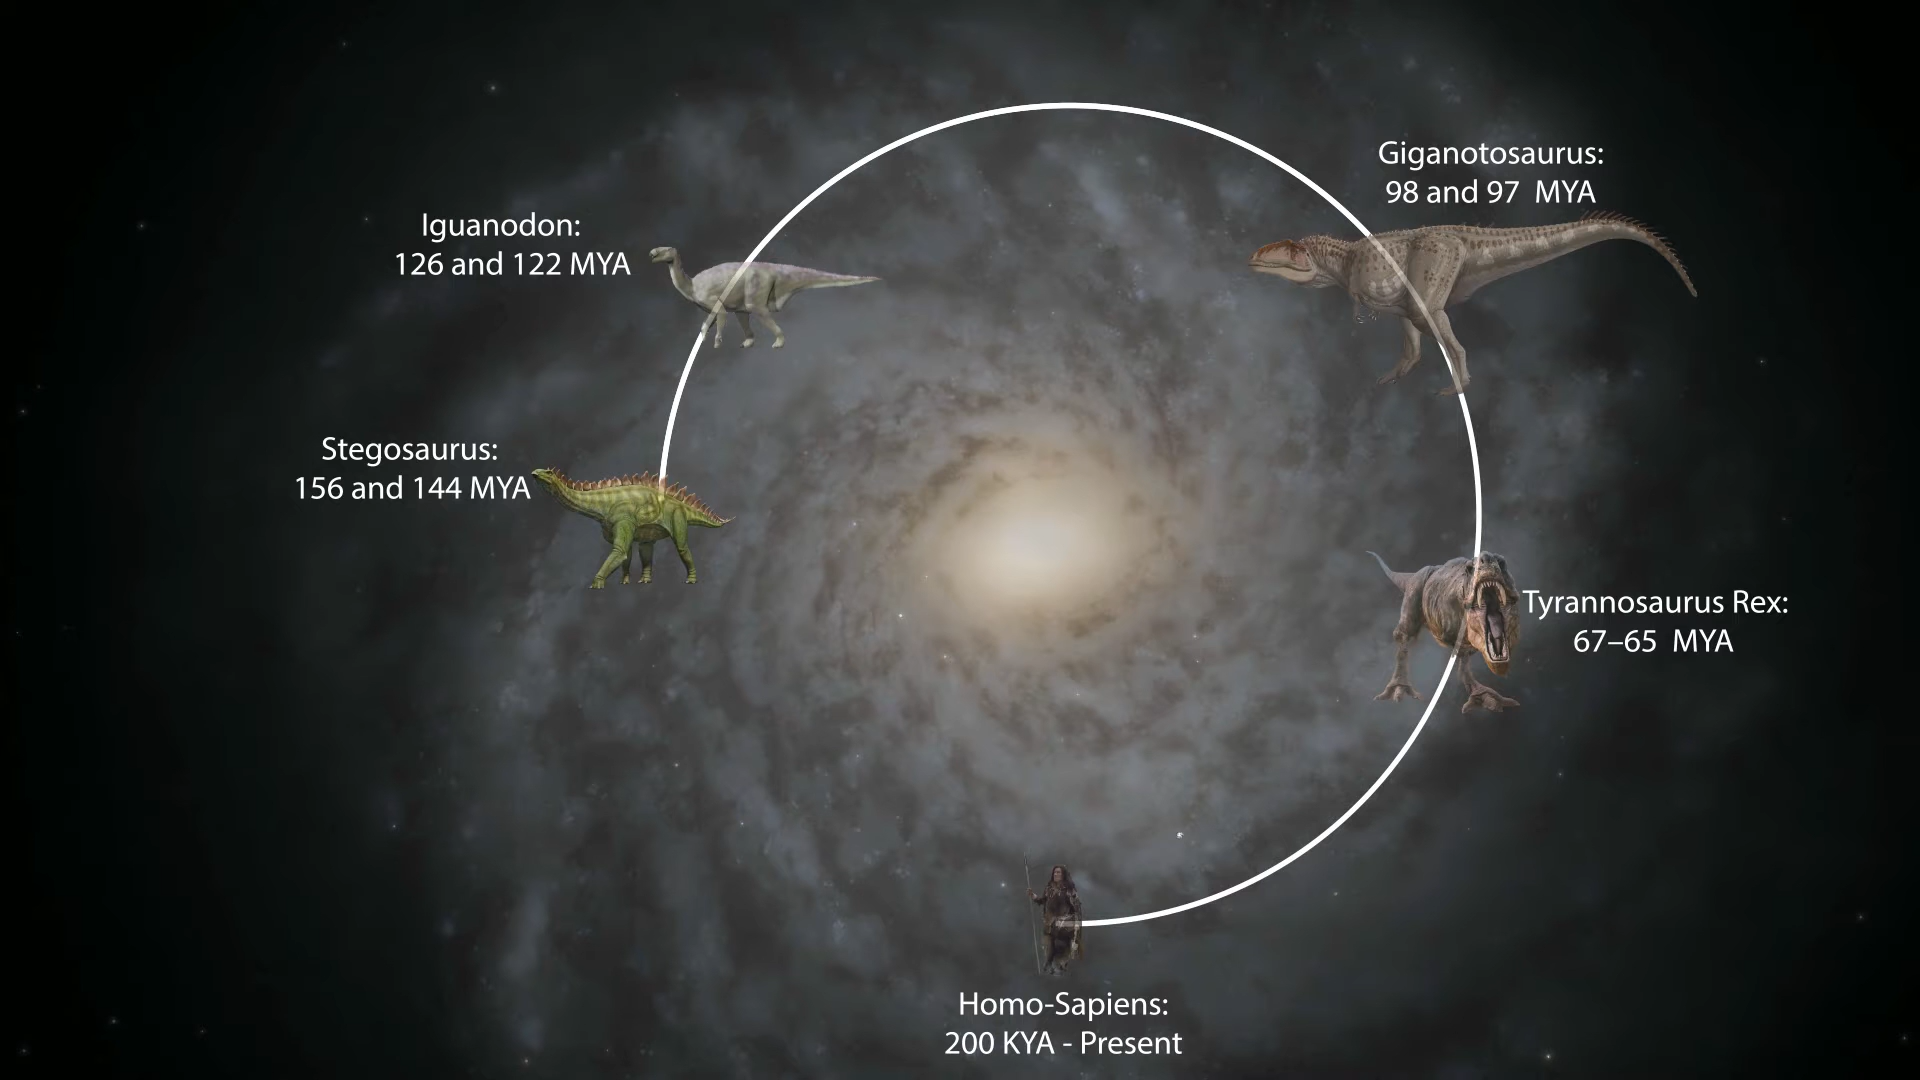 Giganotosaurus:
98 and 97 MYA
Iguanodon:
126 and 122 MYA
Stegosaurus:
156 and 144 MYA
Tyrannosaurus Rex:
67–65 MYA
Homo-Sapiens:
200 KYA - Present